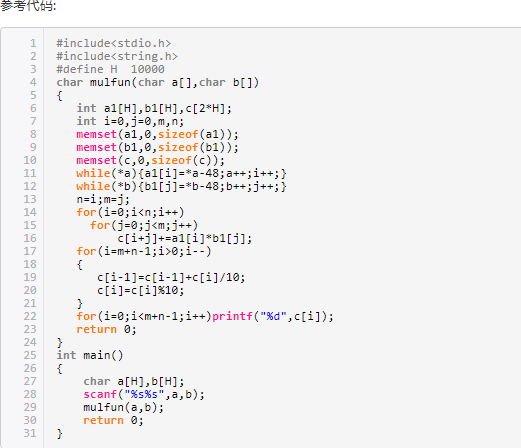 参考代码:
1 #include<stdio.h>
2 #include<string.h>
3 #define H  10000
4 char mulfun(char a[],char b[])
5 {
6    int a1[H],b1[H],c[2*H];
7    int i=0,j=0,m,n;
8    memset(a1,0,sizeof(a1));
9    memset(b1,0,sizeof(b1));
10    memset(c,0,sizeof(c));
11    while(*a){a1[i]=*a-48;a++;i++;}
12    while(*b){b1[j]=*b-48;b++;j++;}
13    n=i;m=j;
14    for(i=0;i<n;i++)
15      for(j=0;j<m;j++)
16          c[i+j]+=a1[i]*b1[j];
17    for(i=m+n-1;i>0;i--)
18    {
19       c[i-1]=c[i-1]+c[i]/10;
20       c[i]=c[i]%10;
21    }
22    for(i=0;i<m+n-1;i++)printf("%d",c[i]);
23    return 0;
24 }
25 int main()
26 {
27     char a[H],b[H];
28     scanf("%s%s",a,b);
29     mulfun(a,b);
30     return 0;
31 }